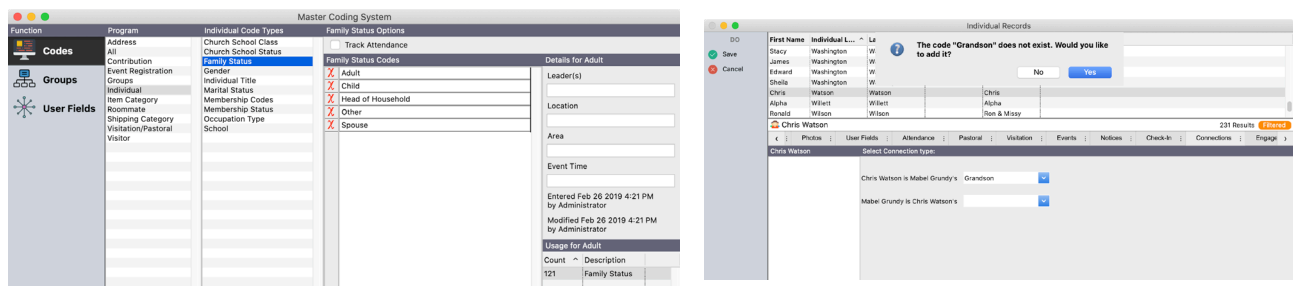 Master Coding System
Function
Codes
Groups
User Fields
Program
Address
All
Contribution
Event Registration
Groups
Individual
Item Category
Roommate
Shipping Category
Visitation/Pastoral
Visitor
Individual Code Types
Church School Class
Church School Status
Family Status
Gender
Individual Title
Marital Status
Membership Codes
Membership Status
Occupation Type
School
Family Status Options
Track Attendance
Family Status Codes
Adult
Child
Head of Household
Other
Spouse
Details for Adult
Leader(s)
Location
Area
Event Time
Entered Feb 26 2019 4:21 PM
by Administrator
Modified Feb 26 2019 4:21 PM
by Administrator
Usage for Adult
Count Description
121 Family Status
Individual Records
DO
Save
Cancel
First Name Individual L... La
Stacy Washington W
James Washington W
Edward Washington W
Sheila Washington W
Chris Watson Watson Chris
Alpha Willett Willett Alpha
Ronald Wilson Wilson Ron & Missy
The code "Grandson" does not exist. Would you like
to add it?
No Yes
Chris Watson 231 Results Filtered
Photos User Fields Attendance Pastoral Visitation Events Notices Check-In Connections Engage
Chris Watson Select Connection type:
Chris Watson is Mabel Grundy's Grandson
Mabel Grundy is Chris Watson's